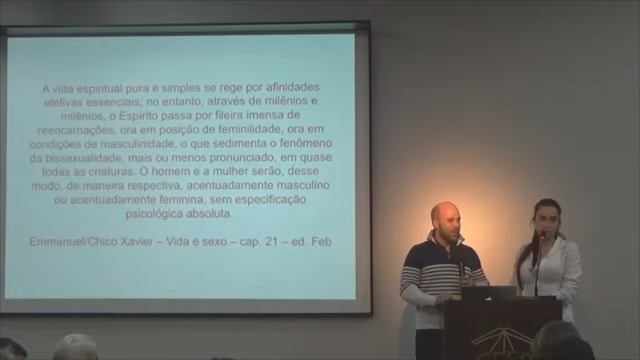 A vida espiritual pura e simples se rege por afinidades
eletivas essenciais; no entanto, através de milênios e
milênios, o Espírito passa por fileira imensa de
reencarnações, ora em posição de feminilidade, ora em
condições de masculinidade, o que sedimenta o fenômeno
da bissexualidade, mais ou menos pronunciado, em quase
todas as criaturas. O homem e a mulher serão, desse
modo, de maneira respectiva, acentuadamente masculino
ou acentuadamente feminina, sem especificação
psicológica absoluta.
Emmanuel/Chico Xavier – Vida e sexo – cap. 21 – ed. Feb